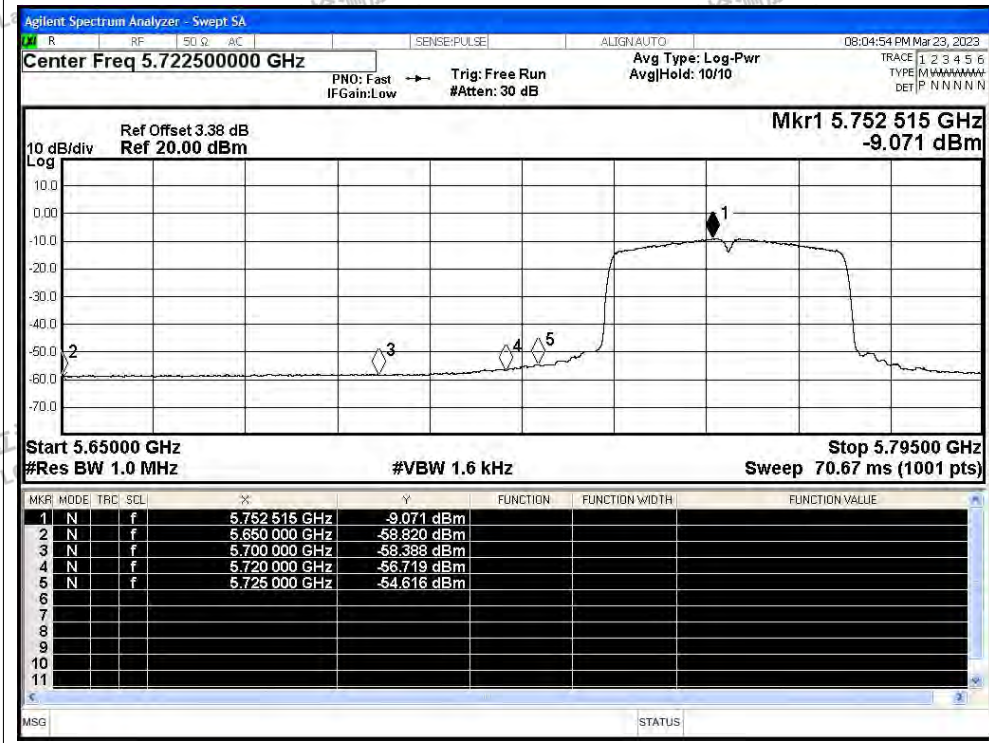 Agilent Spectrum Analyzer - Swept SA
R RF 50 Ω AC SENSE:PULSE ALIGNAUTO 08:04:54 PM Mar 23, 2023
Center Freq 5.722500000 GHz Avg Type: Log-Pwr TRACE 1 2 3 4 5 6
PNO: Fast Trig: Free Run Avg|Hold: 10/10 TYPE M
IFGain:Low #Atten: 30 dB DET P N N N N N
Mkr1 5.752 515 GHz
Ref Offset 3.38 dB
10 dB/div Ref 20.00 dBm -9.071 dBm
Log
10.0
0.00
1
-10.0
-20.0
-30.0
-40.0
-50.0
2 3 4 5
-60.0
-70.0
Start 5.65000 GHz Stop 5.79500 GHz
#Res BW 1.0 MHz #VBW 1.6 kHz Sweep 70.67 ms (1001 pts)
MKR MODE TRC SCL X Y FUNCTION FUNCTION WIDTH FUNCTION VALUE
1 N f 5.752 515 GHz -9.071 dBm
2 N f 5.650 000 GHz -58.820 dBm
3 N f 5.700 000 GHz -58.388 dBm
4 N f 5.720 000 GHz -56.719 dBm
5 N f 5.725 000 GHz -54.616 dBm
6
7
8
9
10
11
MSG STATUS